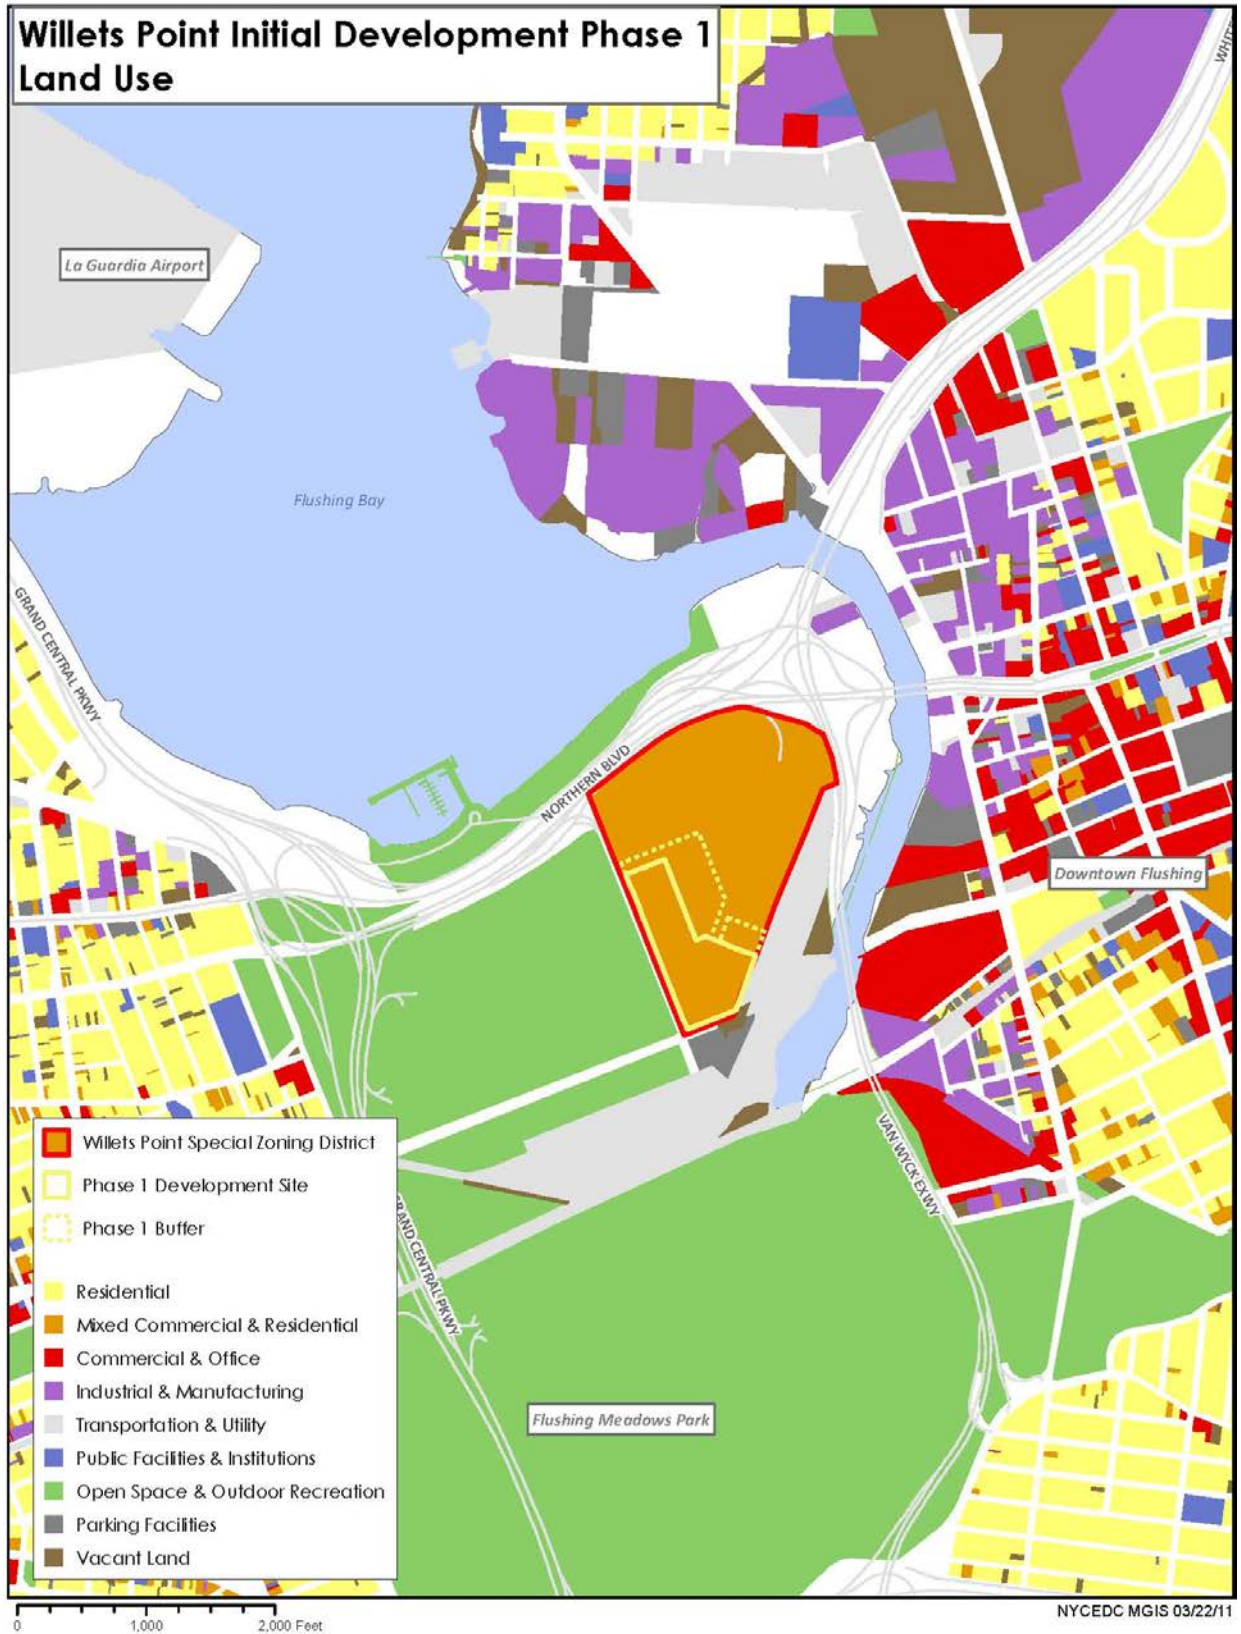 Willets Point Initial Development Phase 1
Land Use
La Guardia Airport
Flushing Bay
GRAND CENTRAL PKWY
NORTHERN BLVD
Downtown Flushing
VAN WYCK EXWY
GRAND CENTRAL PKWY
Flushing Meadows Park
Willets Point Special Zoning District
Phase 1 Development Site
Phase 1 Buffer
Residential
Mixed Commercial & Residential
Commercial & Office
Industrial & Manufacturing
Transportation & Utility
Public Facilities & Institutions
Open Space & Outdoor Recreation
Parking Facilities
Vacant Land
0 1,000 2,000 Feet
NYCEDC MGIS 03/22/11